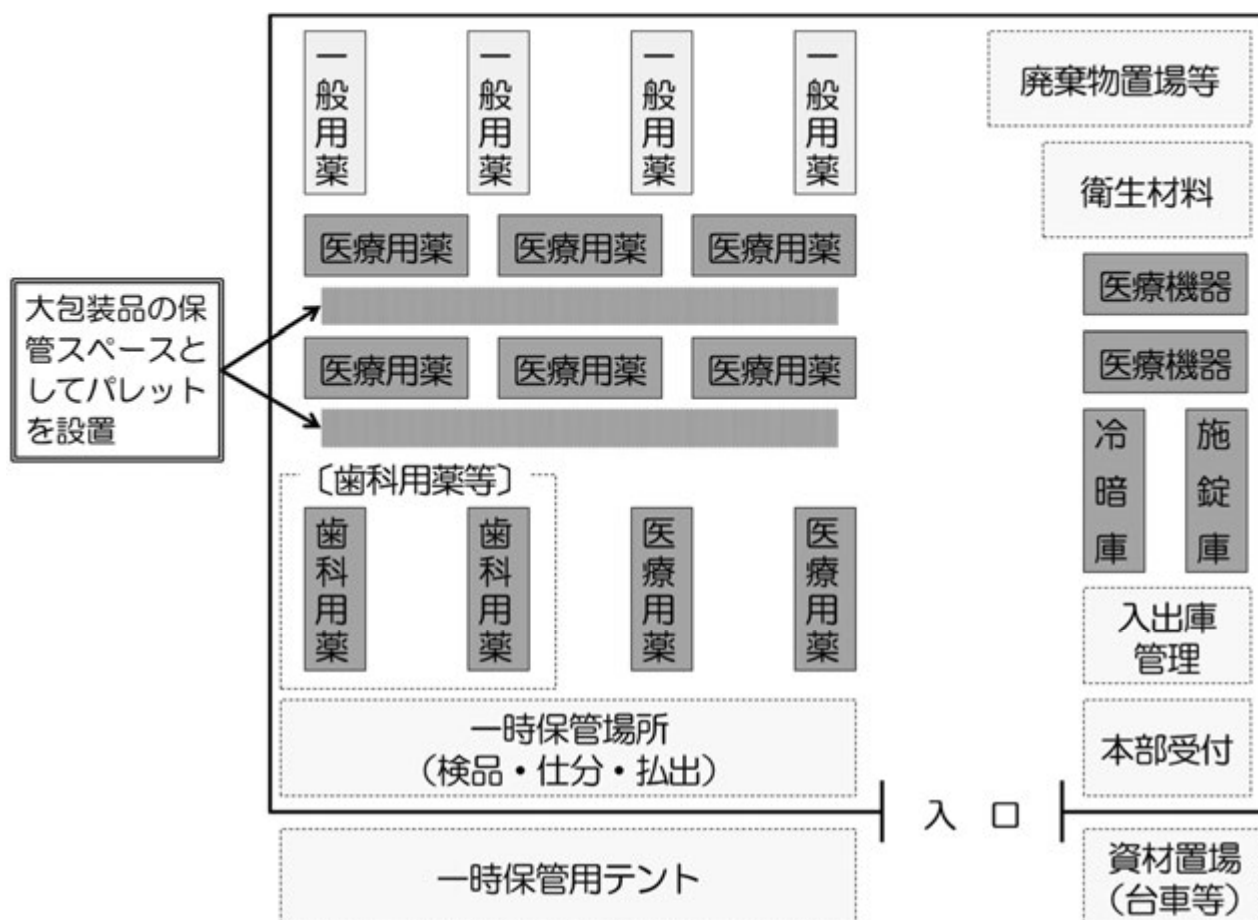 一般用薬
一般用薬
一般用薬
一般用薬
廃棄物置場等
衛生材料
医療用薬
医療用薬
医療用薬
医療機器
大包装品の保
管スペースと
してパレット
を設置
医療用薬
医療用薬
医療用薬
医療機器
冷暗庫
施錠庫
〔歯科用薬等〕
歯科用薬
歯科用薬
医療用薬
医療用薬
入出庫
管理
一時保管場所
(検品・仕分・払出)
本部受付
入 口
一時保管用テント
資材置場
(台車等)